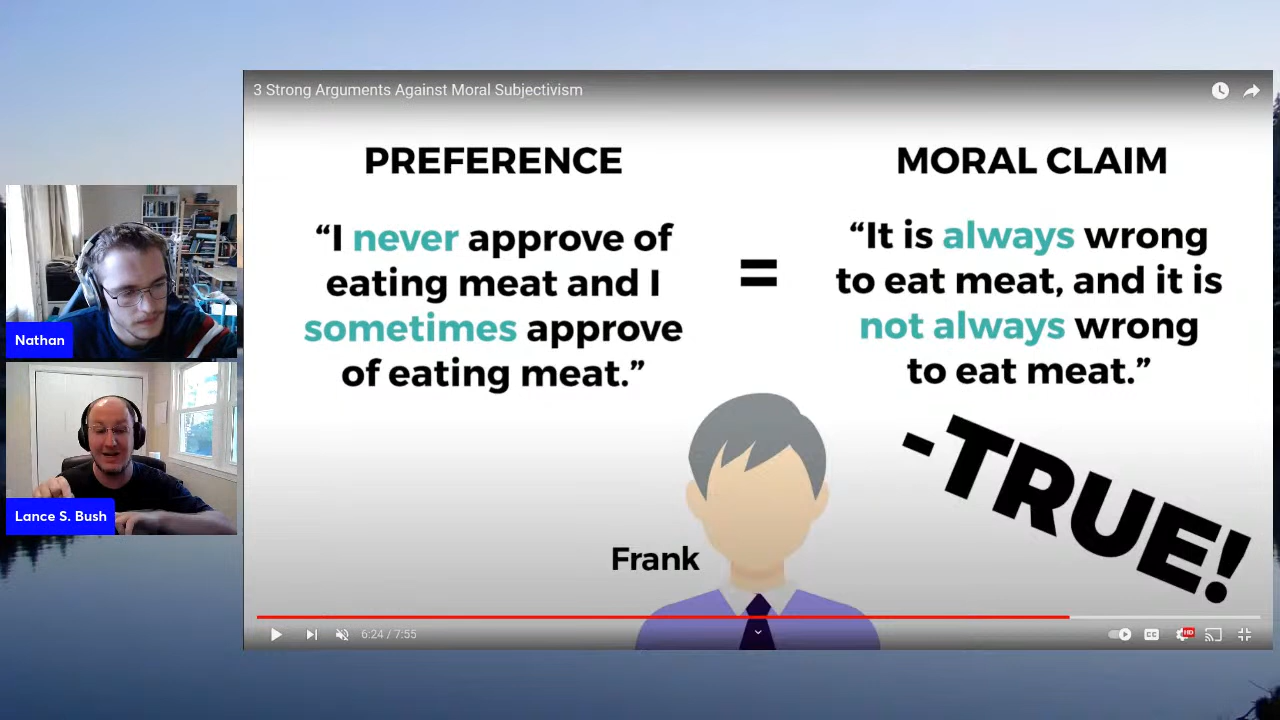 3 Strong Arguments Against Moral Subjectivism
PREFERENCE
“I never approve of
eating meat and I
sometimes approve
of eating meat.”
=
MORAL CLAIM
“It is always wrong
to eat meat, and it is
not always wrong
to eat meat.”
-TRUE!
Frank
Nathan
Lance S. Bush
6:24 / 7:55
CC
HD